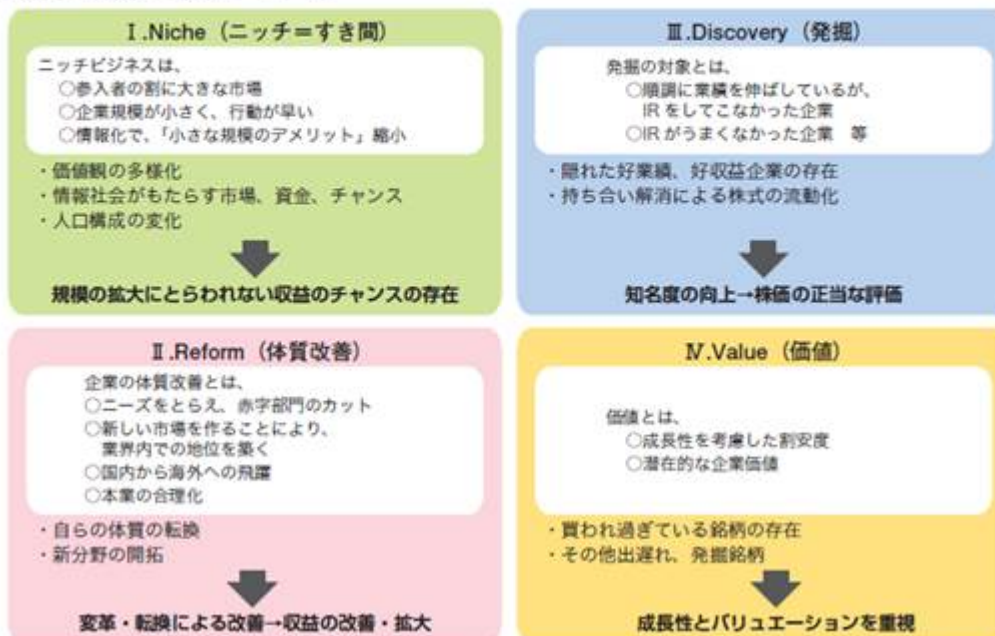 Ⅰ.Niche（ニッチ＝すき間）
ニッチビジネスは、
○参入者の割に大きな市場
○企業規模が小さく、行動が早い
○情報化で、「小さな規模のデメリット」縮小
・価値観の多様化
・情報社会がもたらす市場、資金、チャンス
・人口構成の変化
規模の拡大にとらわれない収益のチャンスの存在
Ⅱ.Reform（体質改善）
企業の体質改善とは、
○ニーズをとらえ、赤字部門のカット
○新しい市場を作ることにより、
業界内での地位を築く
○国内から海外への飛躍
○本業の合理化
・自らの体質の転換
・新分野の開拓
変革・転換による改善→収益の改善・拡大
Ⅲ.Discovery（発掘）
発掘の対象とは、
○順調に業績を伸ばしているが、
IRをしてこなかった企業
○IRがうまくなかった企業　等
・隠れた好業績、好収益企業の存在
・持ち合い解消による株式の流動化
知名度の向上→株価の正当な評価
Ⅳ.Value（価値）
価値とは、
○成長性を考慮した割安度
○潜在的な企業価値
・買われ過ぎている銘柄の存在
・その他出遅れ、発掘銘柄
成長性とバリュエーションを重視